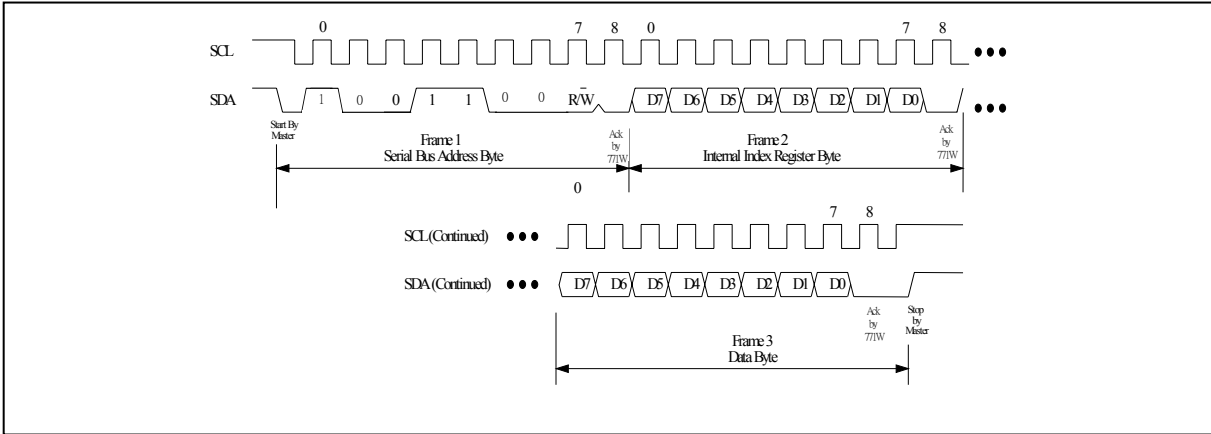 0 7 8 0 7 8
SCL
SDA 1 0 0 1 1 0 0 R/W D7 D6 D5 D4 D3 D2 D1 D0
Start By
Master
Frame 1
Serial Bus Address Byte
Ack
by
771W
Frame 2
Internal Index Register Byte
Ack
by
771W
0
7 8
SCL (Continued)
SDA (Continued) D7 D6 D5 D4 D3 D2 D1 D0
Ack
by
771W
Stop
by
Master
Frame 3
Data Byte